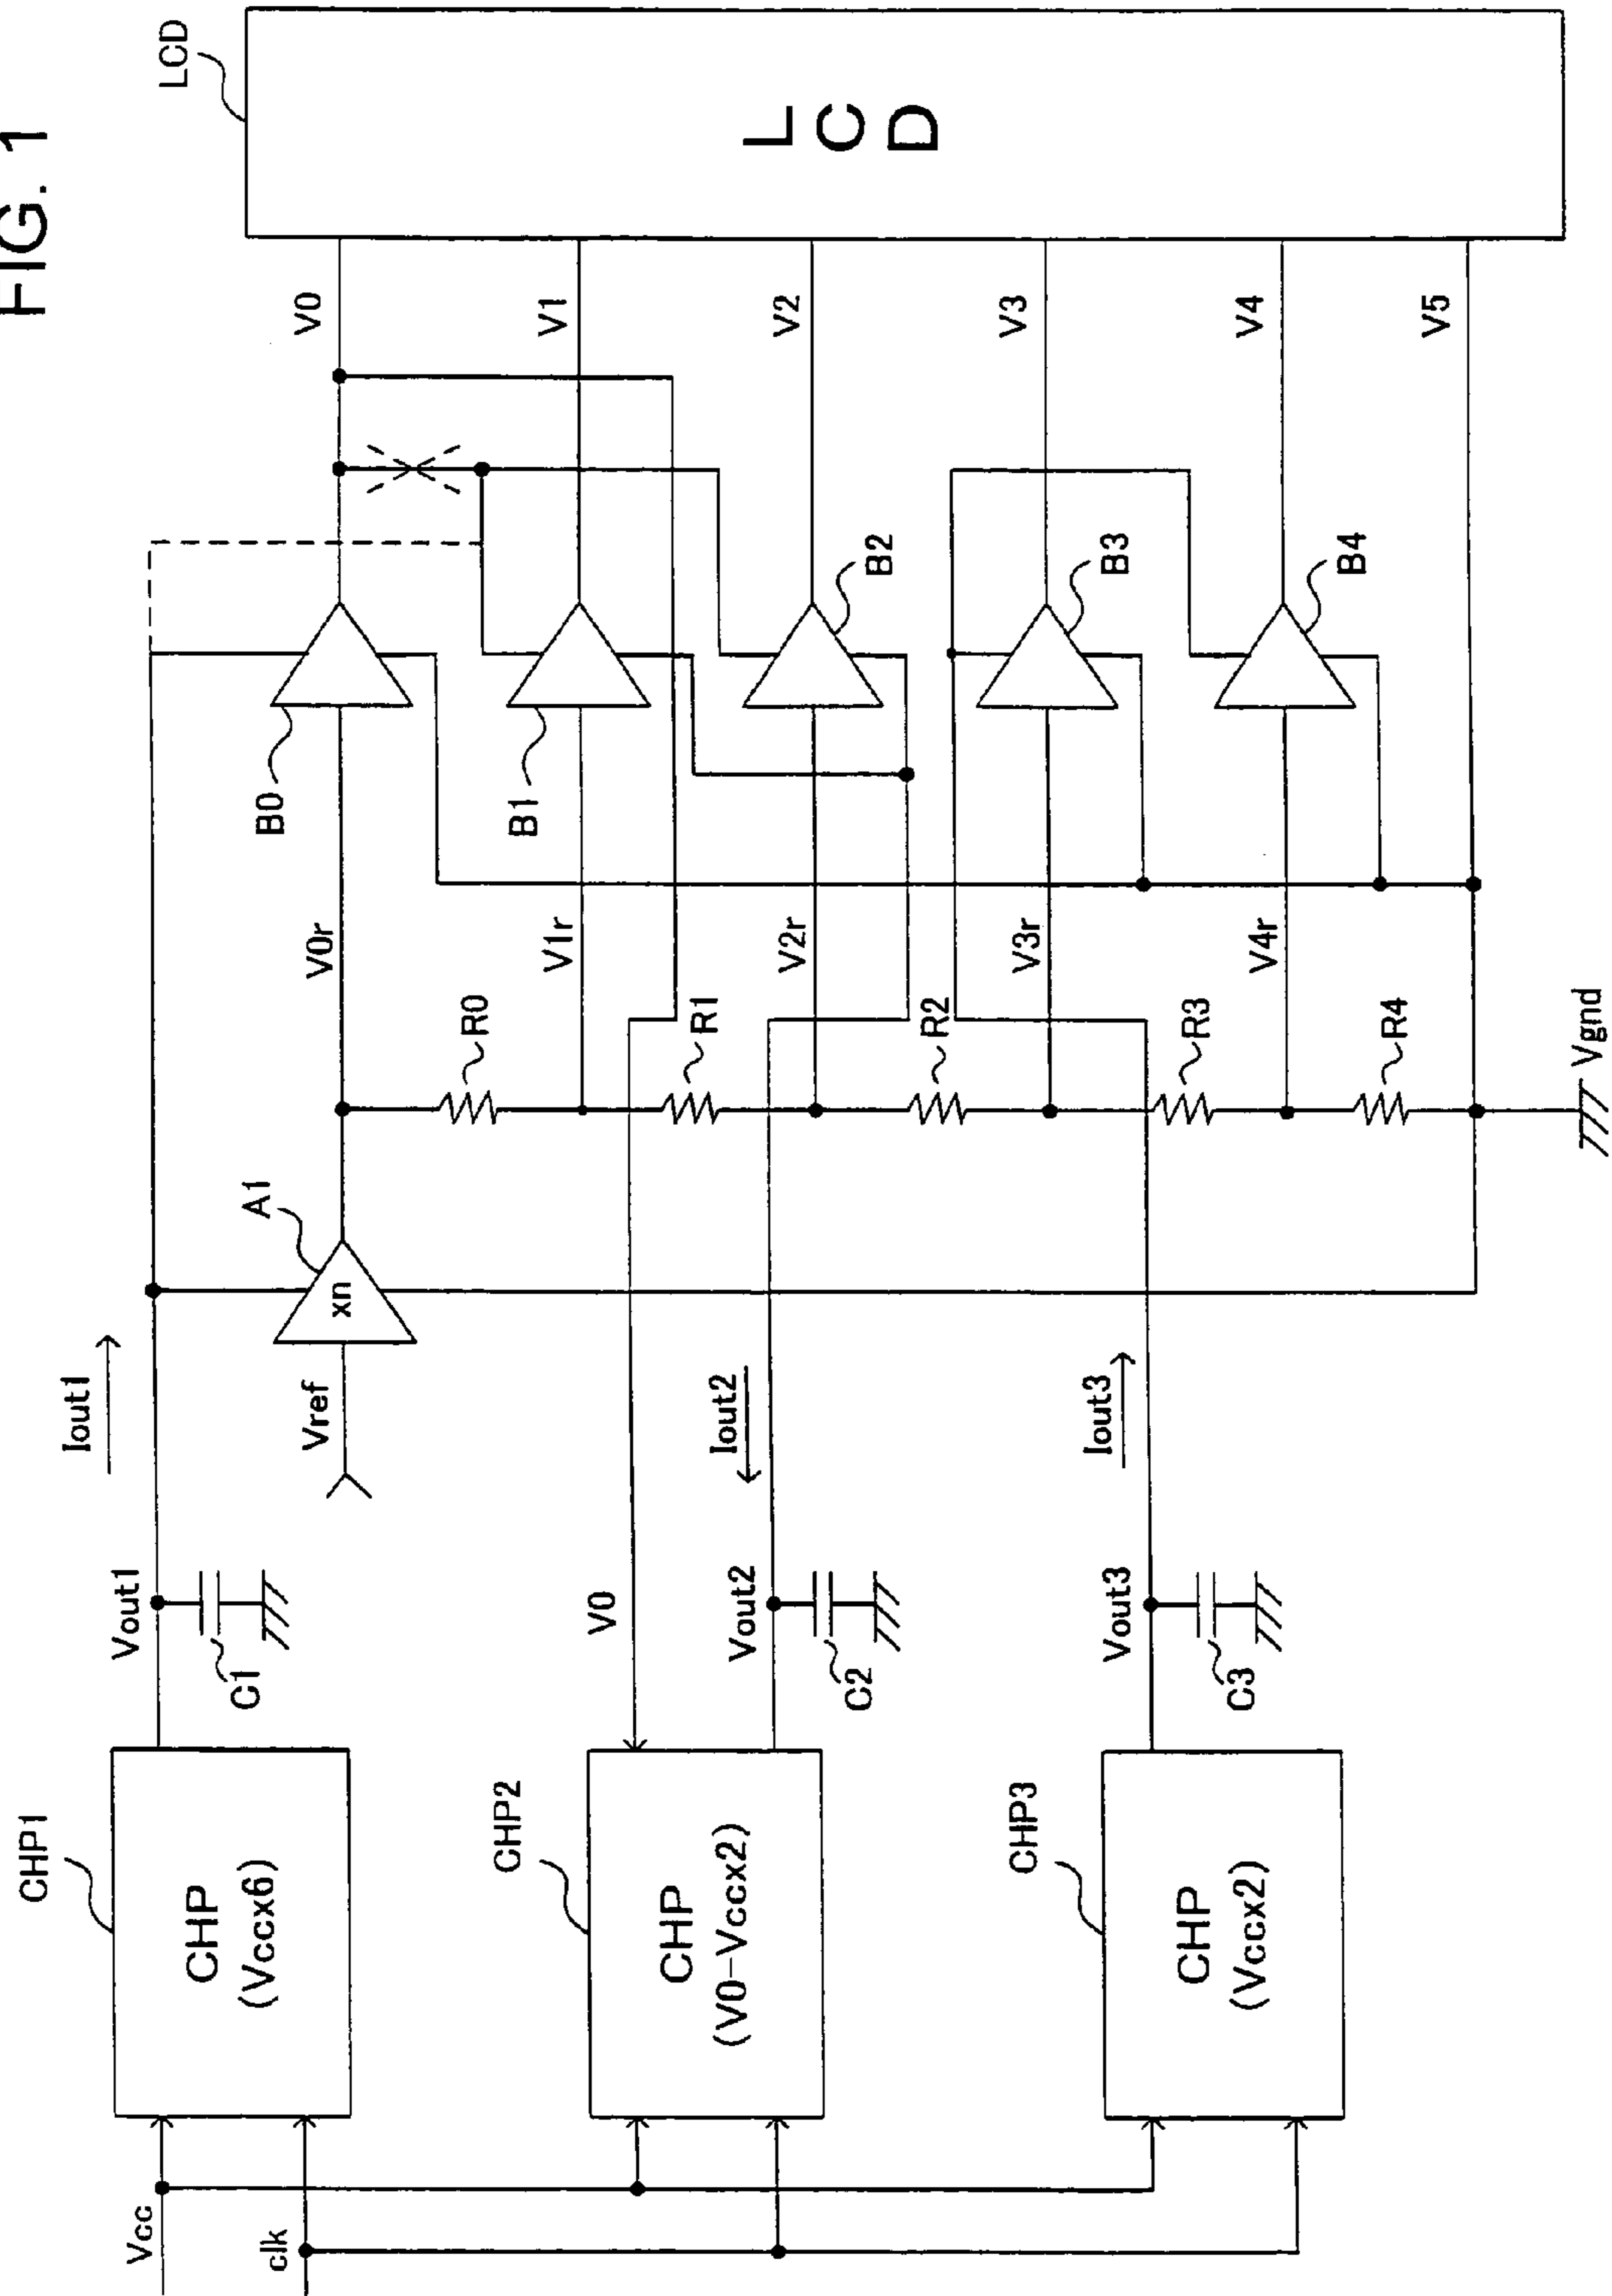 FIG. 1
CHP1
CHP
(Vccx6)
Vcc
clk
Vout1
C1
Iout1
Vref
A1
xn
V0r
B0
V0
LCD
LCD
R0
V1r
B1
V1
CHP2
CHP
(V0-Vccx2)
V0
Vout2
C2
Iout2
R1
V2r
B2
V2
R2
V3r
B3
V3
CHP3
CHP
(Vccx2)
Vout3
C3
Iout3
R3
V4r
B4
V4
R4
V5
Vgnd